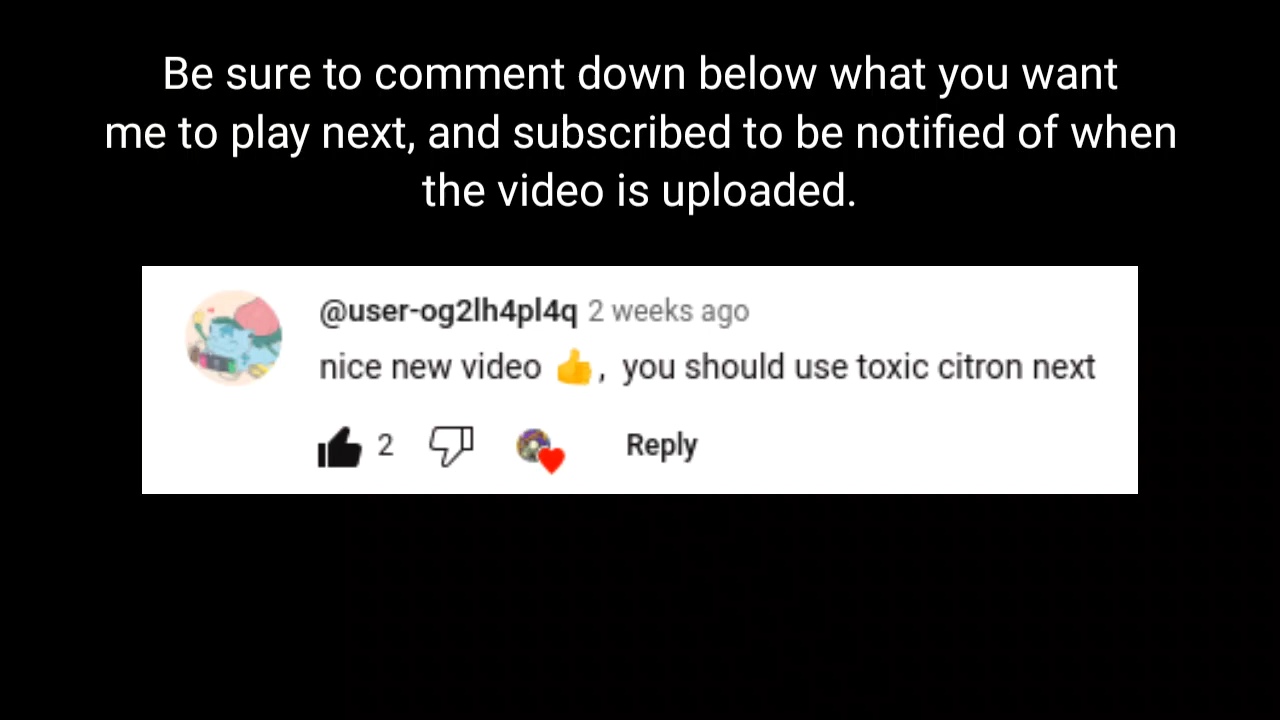 Be sure to comment down below what you want
me to play next, and subscribed to be notified of when
the video is uploaded.
@user-og2lh4pl4q 2 weeks ago
nice new video 👍, you should use toxic citron next
2 Reply